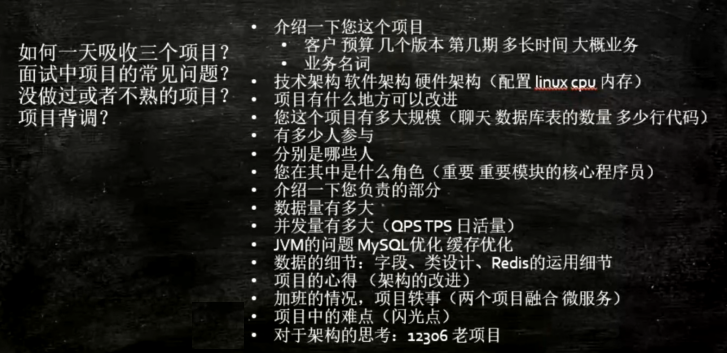 如何一天吸收三个项目？
面试中项目的常见问题？
没做过或者不熟的项目？
项目背调？
• 介绍一下您这个项目
• 客户 预算 几个版本 第几期 多长时间 大概业务
• 业务名词
• 技术架构 软件架构 硬件架构（配置 linux cpu 内存）
• 项目有什么地方可以改进
• 您这个项目有多大规模（聊天 数据库表的数量 多少行代码）
• 有多少人参与
• 分别是哪些人
• 您在其中是什么角色（重要 重要模块的核心程序员）
• 介绍一下您负责的部分
• 数据量有多大
• 并发量有多大（QPS TPS 日活量）
• JVM的问题 MySQL优化 缓存优化
• 数据的细节：字段、类设计、Redis的运用细节
• 项目的心得 （架构的改进）
• 加班的情况，项目轶事（两个项目融合 微服务）
• 项目中的难点（闪光点）
• 对于架构的思考：12306 老项目